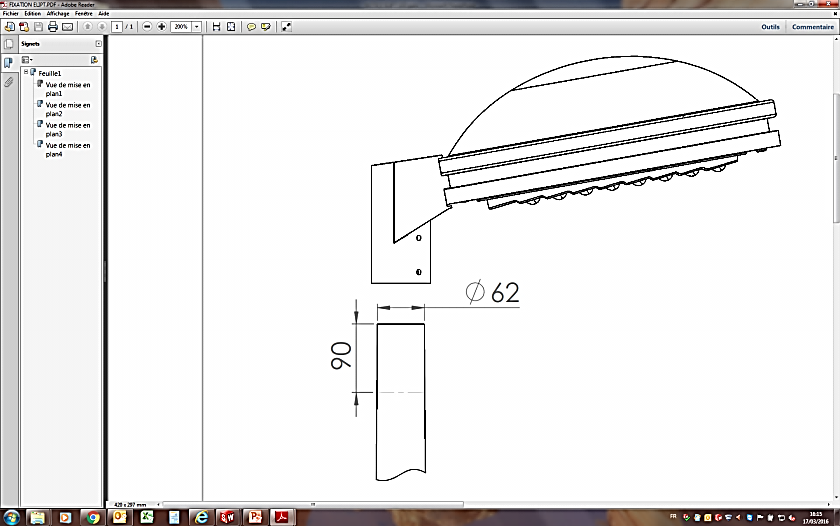 FIXATION ELIPT.PDF - Adobe Reader
Fichier Edition Affichage Fenêtre Aide
1 / 1
200%
Outils
Commentaire
Signets
Feuille1
Vue de mise en
plan1
Vue de mise en
plan2
Vue de mise en
plan3
Vue de mise en
plan4
Ø 62
90
420 x 297 mm
FR
17/03/2016